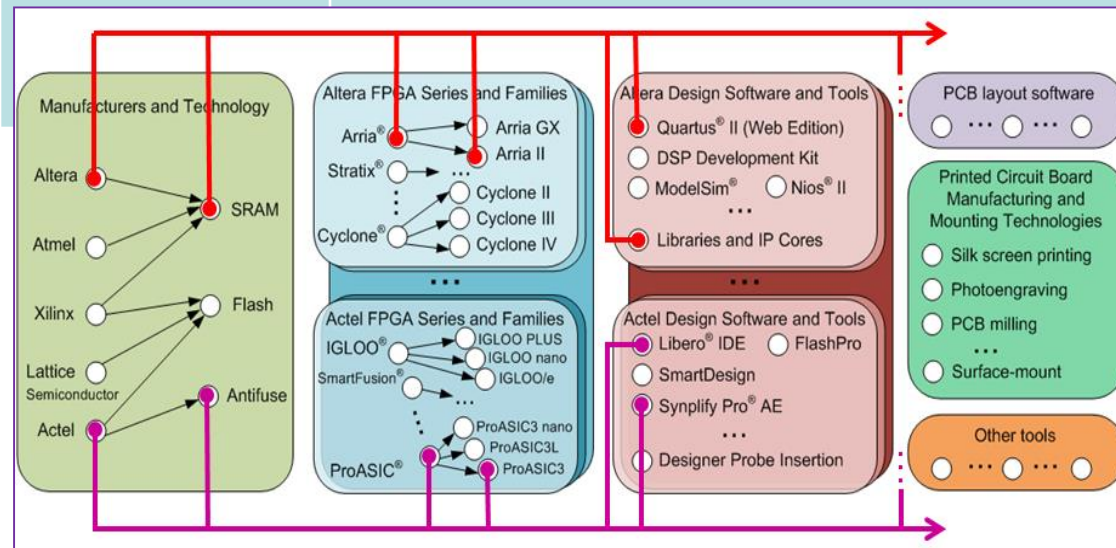 Manufacturers and Technology
Altera
SRAM
Atmel
Xilinx
Flash
Lattice
Semiconductor
Antifuse
Actel
Altera FPGA Series and Families
Arria®
Arria GX
Arria II
Stratix®
...
Cyclone II
Cyclone III
Cyclone®
Cyclone IV
...
Actel FPGA Series and Families
IGLOO®
IGLOO PLUS
IGLOO nano
IGLOO/e
SmartFusion®
...
ProASIC3 nano
ProASIC3L
ProASIC®
ProASIC3
Altera Design Software and Tools
Quartus® II (Web Edition)
DSP Development Kit
ModelSim® Nios® II
...
Libraries and IP Cores
...
Actel Design Software and Tools
Libero® IDE FlashPro
SmartDesign
Synplify Pro® AE
...
Designer Probe Insertion
PCB layout software
... ...
Printed Circuit Board
Manufacturing and
Mounting Technologies
Silk screen printing
Photoengraving
PCB milling
...
Surface-mount
Other tools
... ...